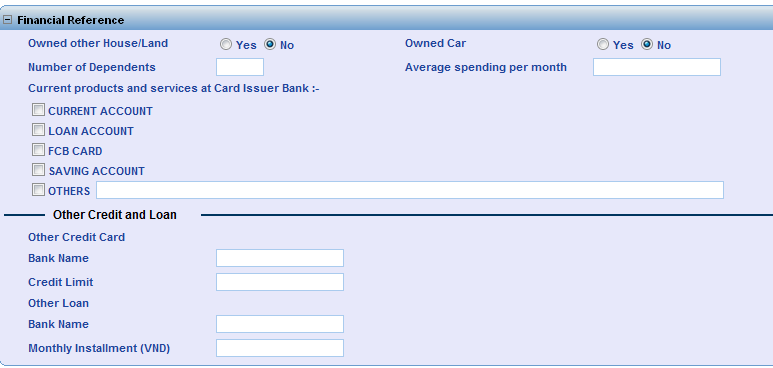 Financial Reference
Owned other House/Land Yes No Owned Car Yes No
Number of Dependents Average spending per month
Current products and services at Card Issuer Bank :-
CURRENT ACCOUNT
LOAN ACCOUNT
FCB CARD
SAVING ACCOUNT
OTHERS
Other Credit and Loan
Other Credit Card
Bank Name
Credit Limit
Other Loan
Bank Name
Monthly Installment (VND)